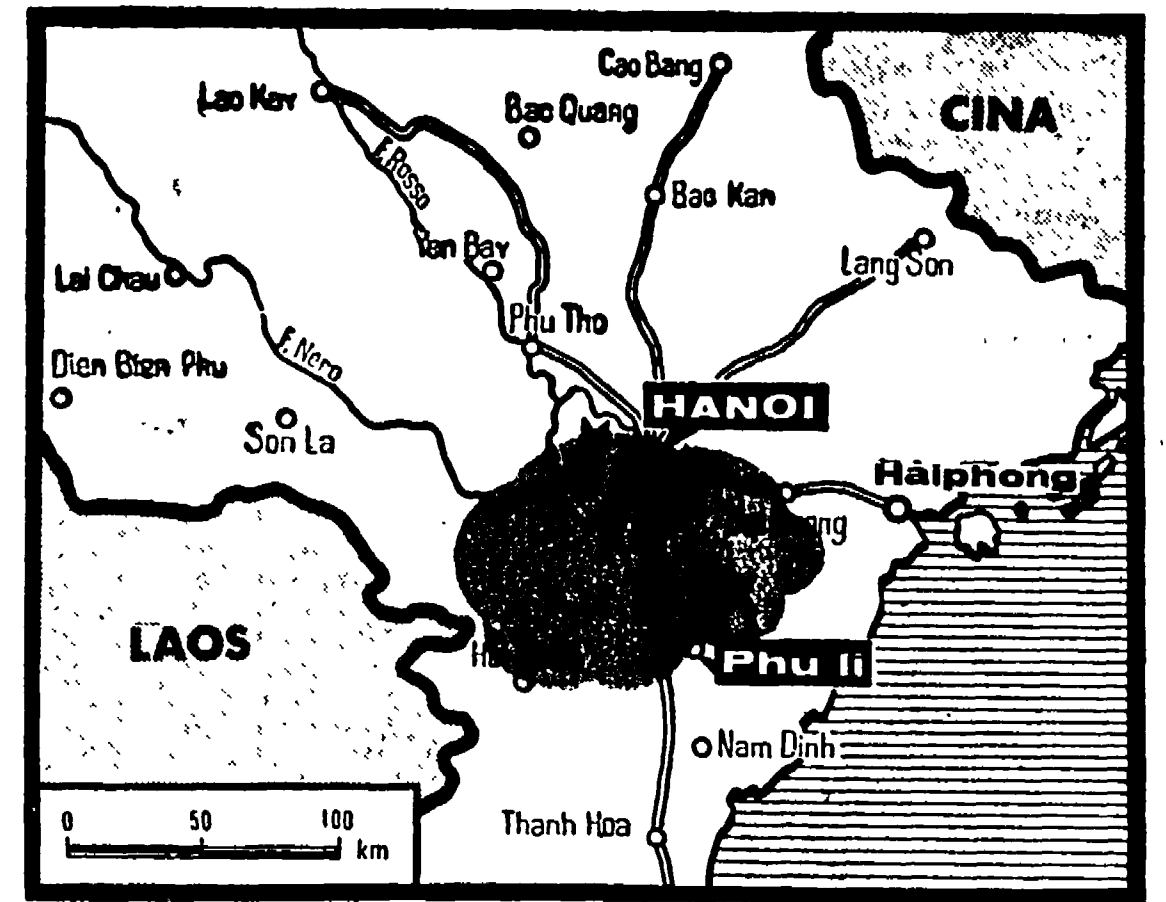 Cao Bang
Lao Kay
Bac Quang
CINA
F. Rosso
Bac Kan
Yen Bay
Lang Son
Lai Chau
Phu Tho
F. Nero
Dien Bien Phu
HANOI
Son La
Haiphong
LAOS
Phu li
Nam Dinh
0 50 100
Thanh Hoa
km